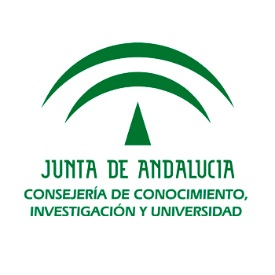 JUNTA DE ANDALUCIA
CONSEJERÍA DE CONOCIMIENTO,
INVESTIGACIÓN Y UNIVERSIDAD